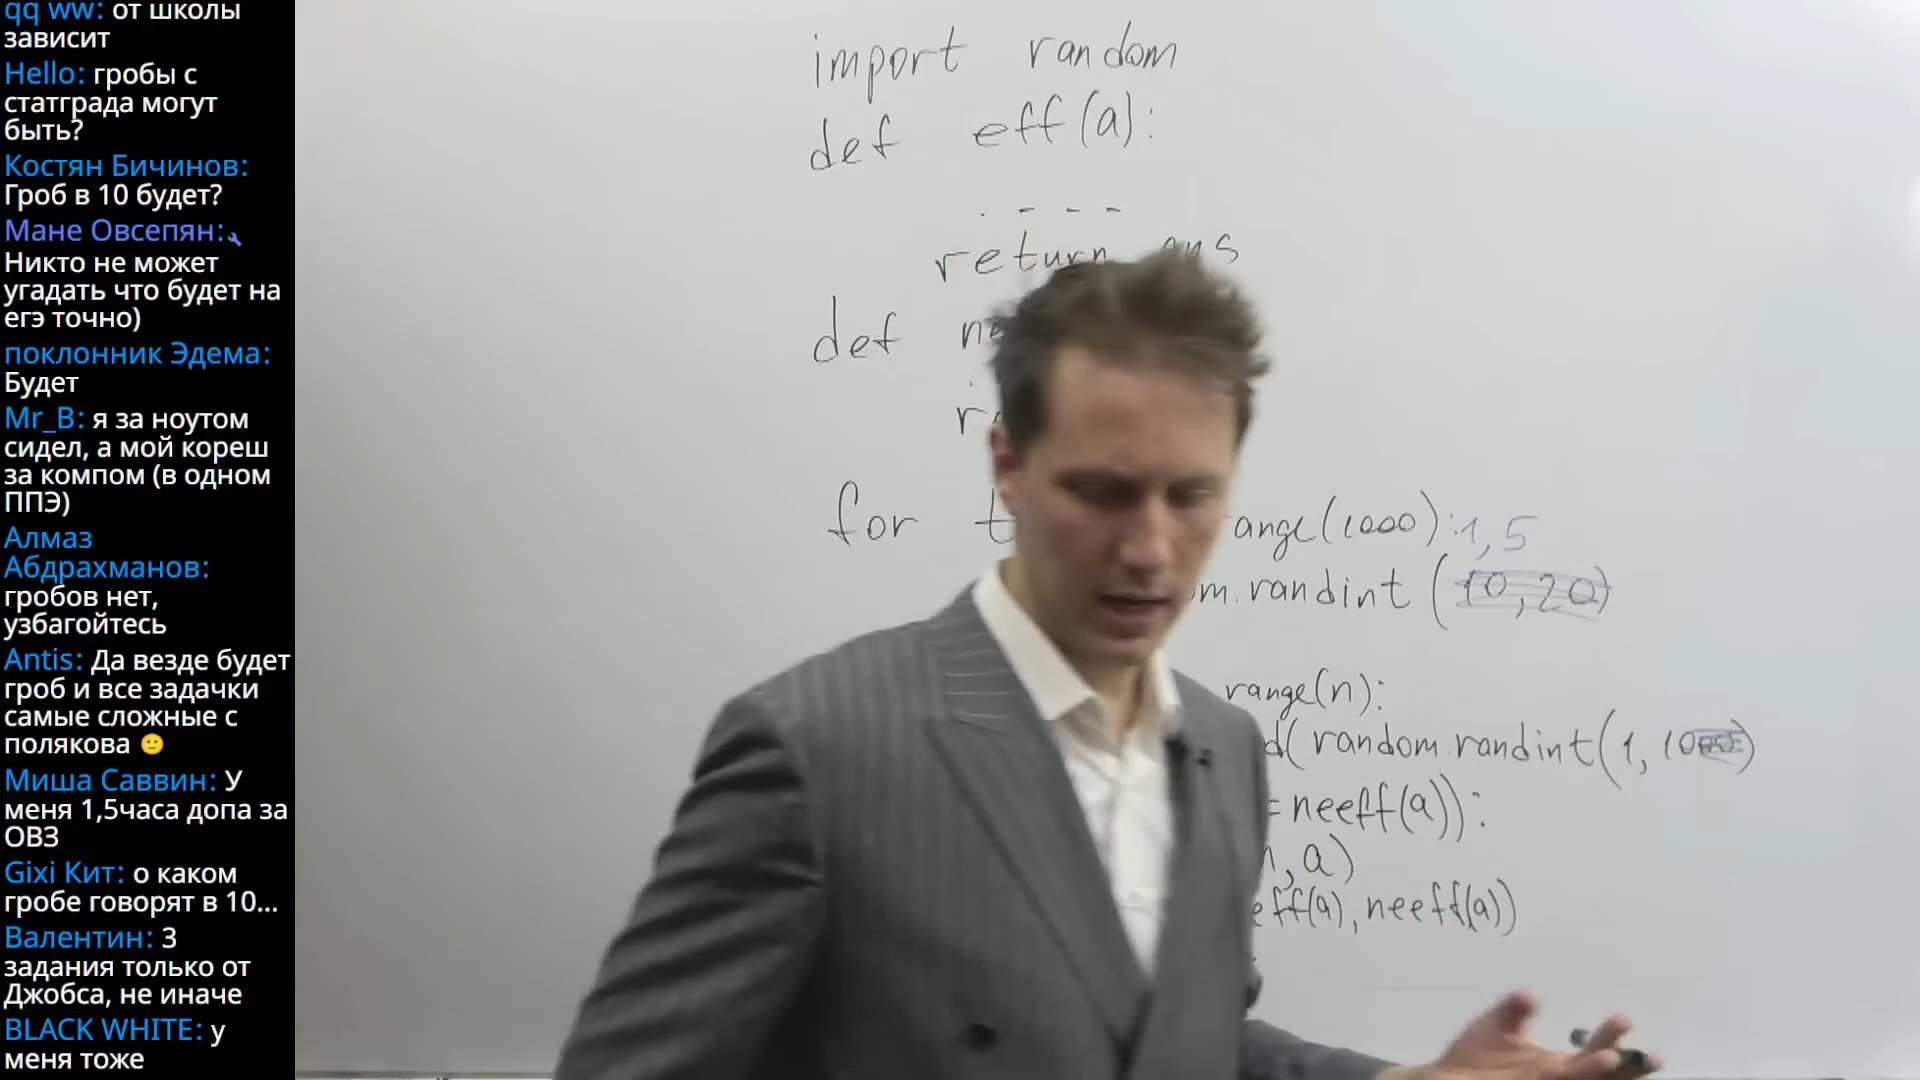 qq ww: от школы
зависит
Hello: гробы с
статграда могут
быть?
Костян Бичинов:
Гроб в 10 будет?
Мане Овсепян:
Никто не может
угадать что будет на
егэ точно)
поклонник Эдема:
Будет
Mr_B: я за ноутом
сидел, а мой кореш
за компом (в одном
ППЭ)
Алмаз
Абдрахманов:
гробов нет,
узбагойтесь
Antis: Да везде будет
гроб и все задачки
самые сложные с
полякова 🙂
Миша Саввин: У
меня 1,5часа допа за
ОВЗ
Gixi Кит: о каком
гробе говорят в 10...
Валентин: 3
задания только от
Джобса, не иначе
BLACK WHITE: у
меня тоже
import random
def eff(a):
. - - -
return ans
def ne
r
for t ange(1000): 1,5
m.randint (10,20)
range(n):
d(random.randint(1, 10
= neeff(a)):
n,a)
eff(a), neeff(a))